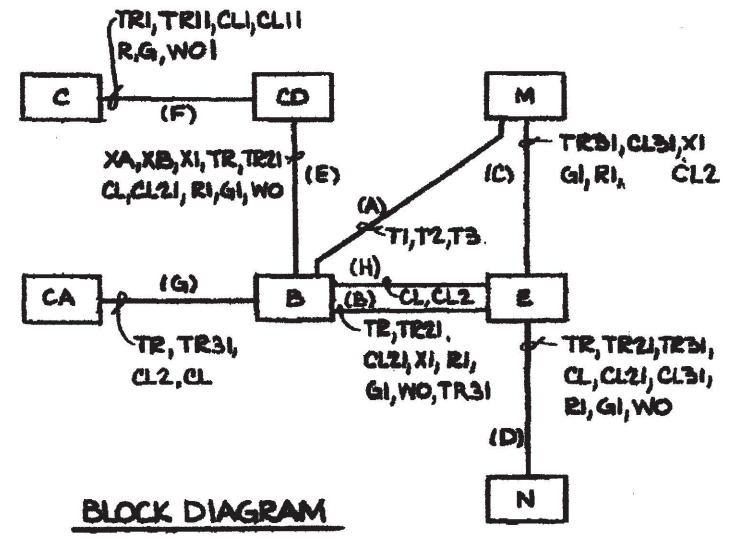 TR1, TR11, CL1, CL11
R, G, WO1
C
CD
M
(F)
XA, XB, X1, TR, TR21
CL, CL21, R1, G1, WO
(E)
TR31, CL31, X1
G1, R1, CL2
(C)
(A)
T1, T2, T3.
(G)
(H)
CA
B
CL, CL2
E
(B)
TR, TR31,
CL2, CL
TR, TR21,
CL21, X1, R1,
G1, WO, TR31
TR, TR21, TR31,
CL, CL21, CL31,
R1, G1, WO
(D)
N
BLOCK DIAGRAM